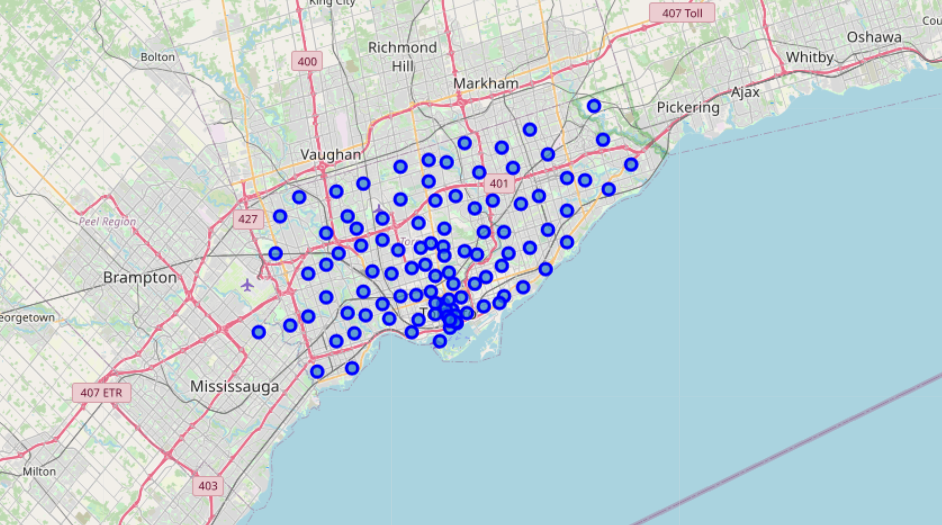 King City
407 Toll
Oshawa
Richmond
Hill
400
Bolton
Whitby
Markham
Ajax
Pickering
Vaughan
401
427
Peel Region
Brampton
Mississauga
407 ETR
Milton
403